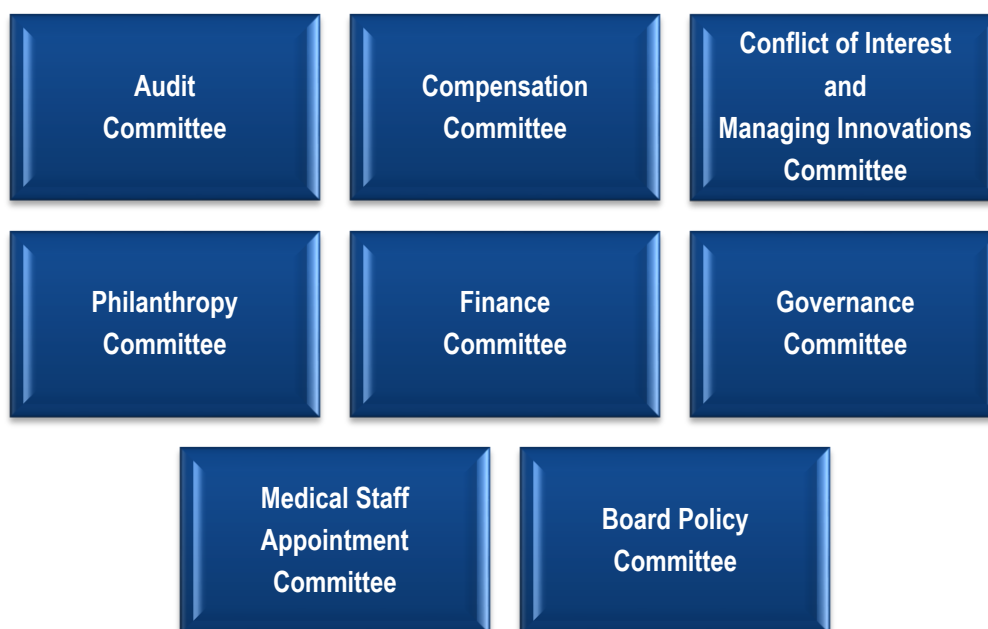 Audit
Committee
Compensation
Committee
Conflict of Interest
and
Managing Innovations
Committee
Philanthropy
Committee
Finance
Committee
Governance
Committee
Medical Staff
Appointment
Committee
Board Policy
Committee